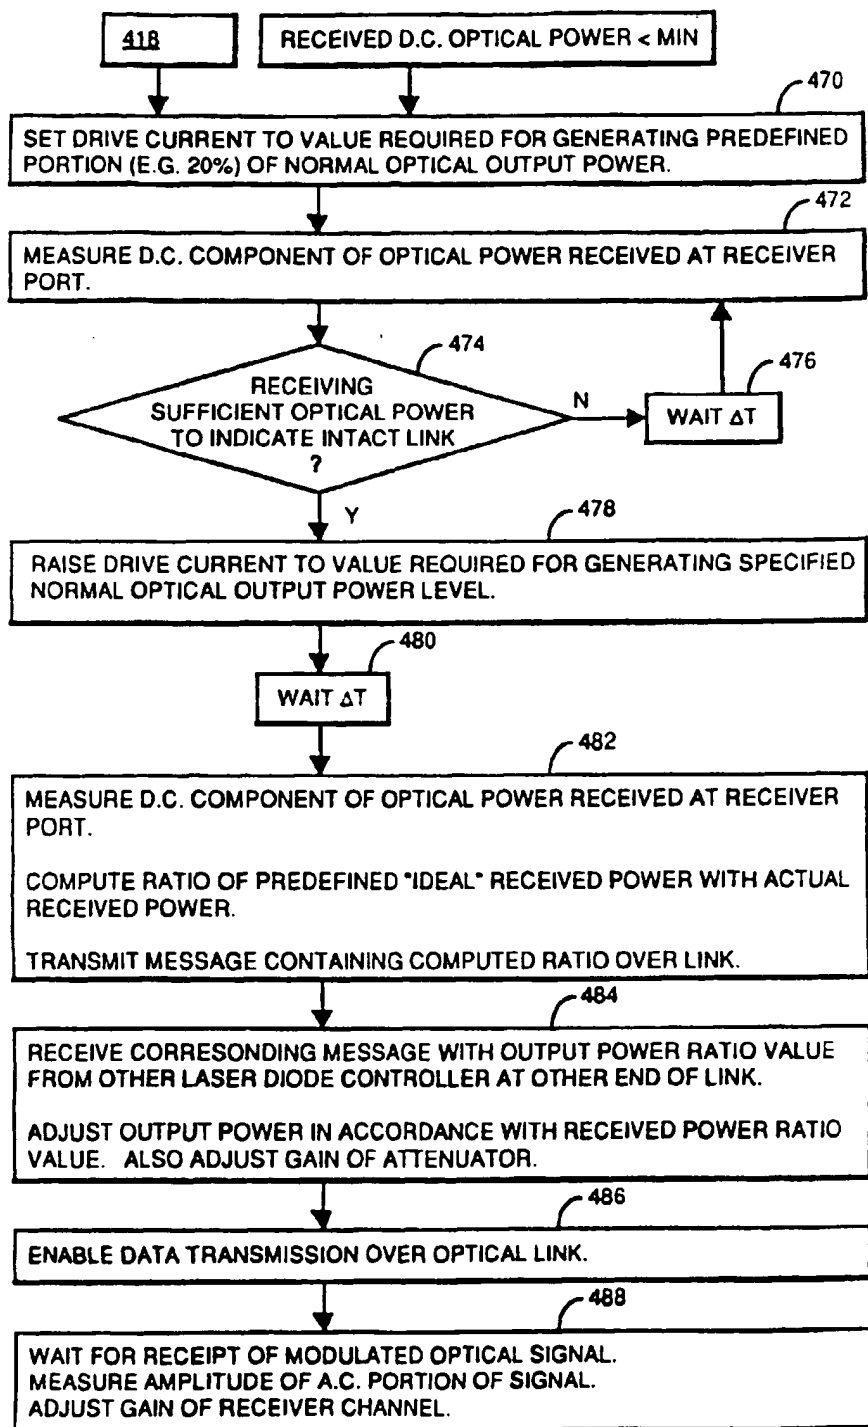 418
RECEIVED D.C. OPTICAL POWER < MIN
470
SET DRIVE CURRENT TO VALUE REQUIRED FOR GENERATING PREDEFINED
PORTION (E.G. 20%) OF NORMAL OPTICAL OUTPUT POWER.
472
MEASURE D.C. COMPONENT OF OPTICAL POWER RECEIVED AT RECEIVER
PORT.
474
RECEIVING
SUFFICIENT OPTICAL POWER
TO INDICATE INTACT LINK
?
N
476
WAIT ΔT
Y
478
RAISE DRIVE CURRENT TO VALUE REQUIRED FOR GENERATING SPECIFIED
NORMAL OPTICAL OUTPUT POWER LEVEL.
480
WAIT ΔT
482
MEASURE D.C. COMPONENT OF OPTICAL POWER RECEIVED AT RECEIVER
PORT.
COMPUTE RATIO OF PREDEFINED "IDEAL" RECEIVED POWER WITH ACTUAL
RECEIVED POWER.
TRANSMIT MESSAGE CONTAINING COMPUTED RATIO OVER LINK.
484
RECEIVE CORRESONDING MESSAGE WITH OUTPUT POWER RATIO VALUE
FROM OTHER LASER DIODE CONTROLLER AT OTHER END OF LINK.
ADJUST OUTPUT POWER IN ACCORDANCE WITH RECEIVED POWER RATIO
VALUE. ALSO ADJUST GAIN OF ATTENUATOR.
486
ENABLE DATA TRANSMISSION OVER OPTICAL LINK.
488
WAIT FOR RECEIPT OF MODULATED OPTICAL SIGNAL.
MEASURE AMPLITUDE OF A.C. PORTION OF SIGNAL.
ADJUST GAIN OF RECEIVER CHANNEL.